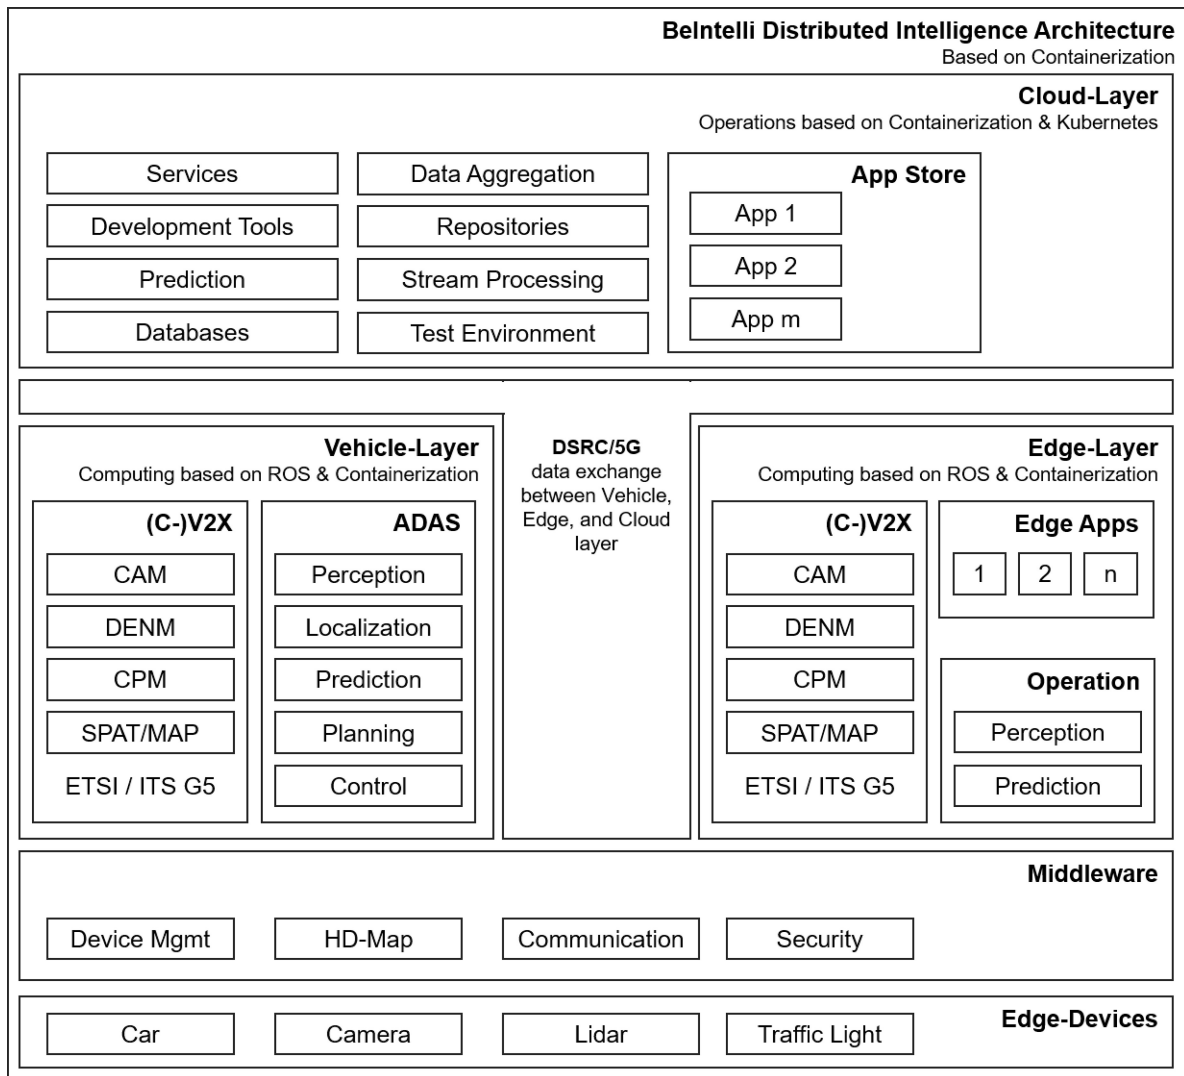 BeIntelli Distributed Intelligence Architecture
Based on Containerization
Cloud-Layer
Operations based on Containerization & Kubernetes
Services
Data Aggregation
App Store
Development Tools
Repositories
App 1
Prediction
Stream Processing
App 2
Databases
Test Environment
App m
Vehicle-Layer
Computing based on ROS & Containerization
(C-)V2X
CAM
DENM
CPM
SPAT/MAP
ETSI / ITS G5
ADAS
Perception
Localization
Prediction
Planning
Control
DSRC/5G
data exchange
between Vehicle,
Edge, and Cloud
layer
Edge-Layer
Computing based on ROS & Containerization
(C-)V2X
CAM
DENM
CPM
SPAT/MAP
ETSI / ITS G5
Edge Apps
1 2 n
Operation
Perception
Prediction
Middleware
Device Mgmt
HD-Map
Communication
Security
Edge-Devices
Car
Camera
Lidar
Traffic Light